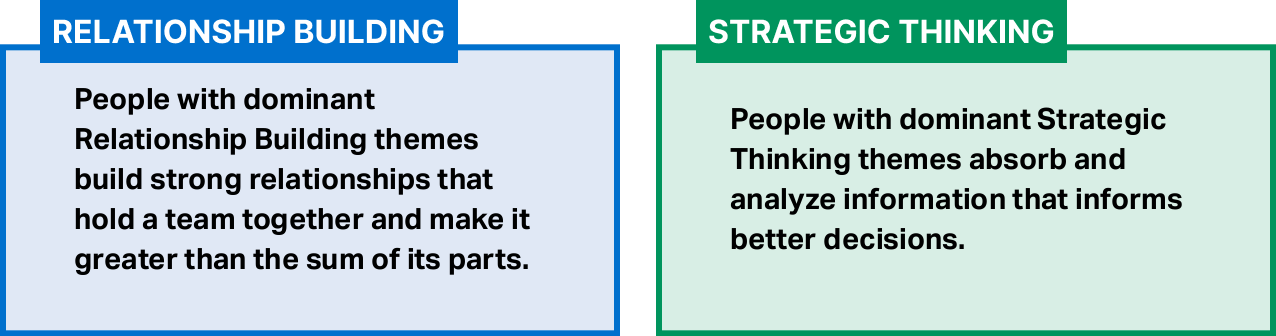 RELATIONSHIP BUILDING
People with dominant
Relationship Building themes
build strong relationships that
hold a team together and make it
greater than the sum of its parts.
STRATEGIC THINKING
People with dominant Strategic
Thinking themes absorb and
analyze information that informs
better decisions.